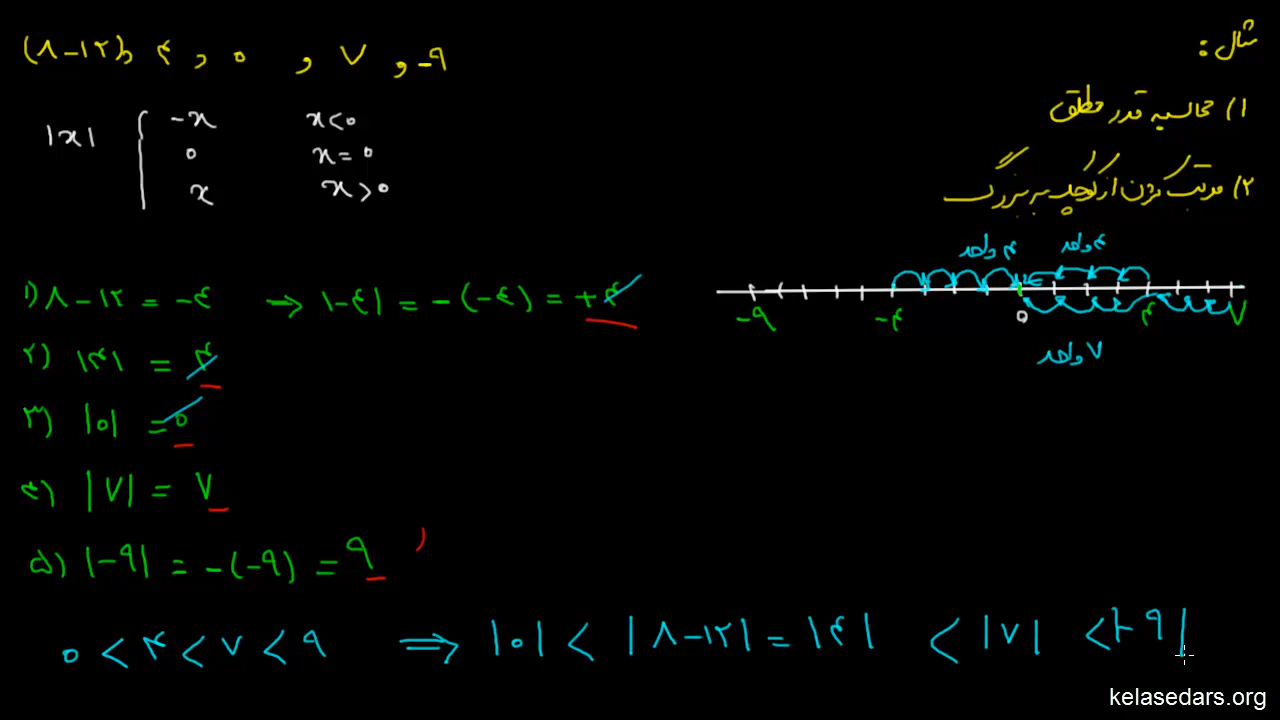 مثال :
(۸-۱۲) , ۴ , ۰ , ۷ , -۹
۱) محاسبه قدر مطلق
۲) مرتب کردن از کوچک به بزرگ
|x| { -x x<0
0 x=0
x x>0
۴ واحد ۴ واحد
-۹ -۴ 0 ۴ ۷
۷ واحد
۱) ۸-۱۲ = -۴ → |-۴| = -(-۴) = +۴
۲) |۴| = ۴
۳) |۰| = ۰
۴) |۷| = ۷
۵) |-۹| = -(-۹) = ۹
۰ < ۴ < ۷ < ۹ ⇒ |۰| < |۸-۱۲| = |۴| < |۷| < |-۹|
kelasedars.org